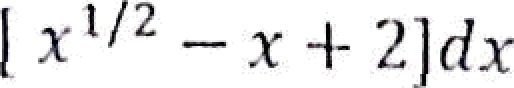 [ x^{1/2} − x + 2]dx